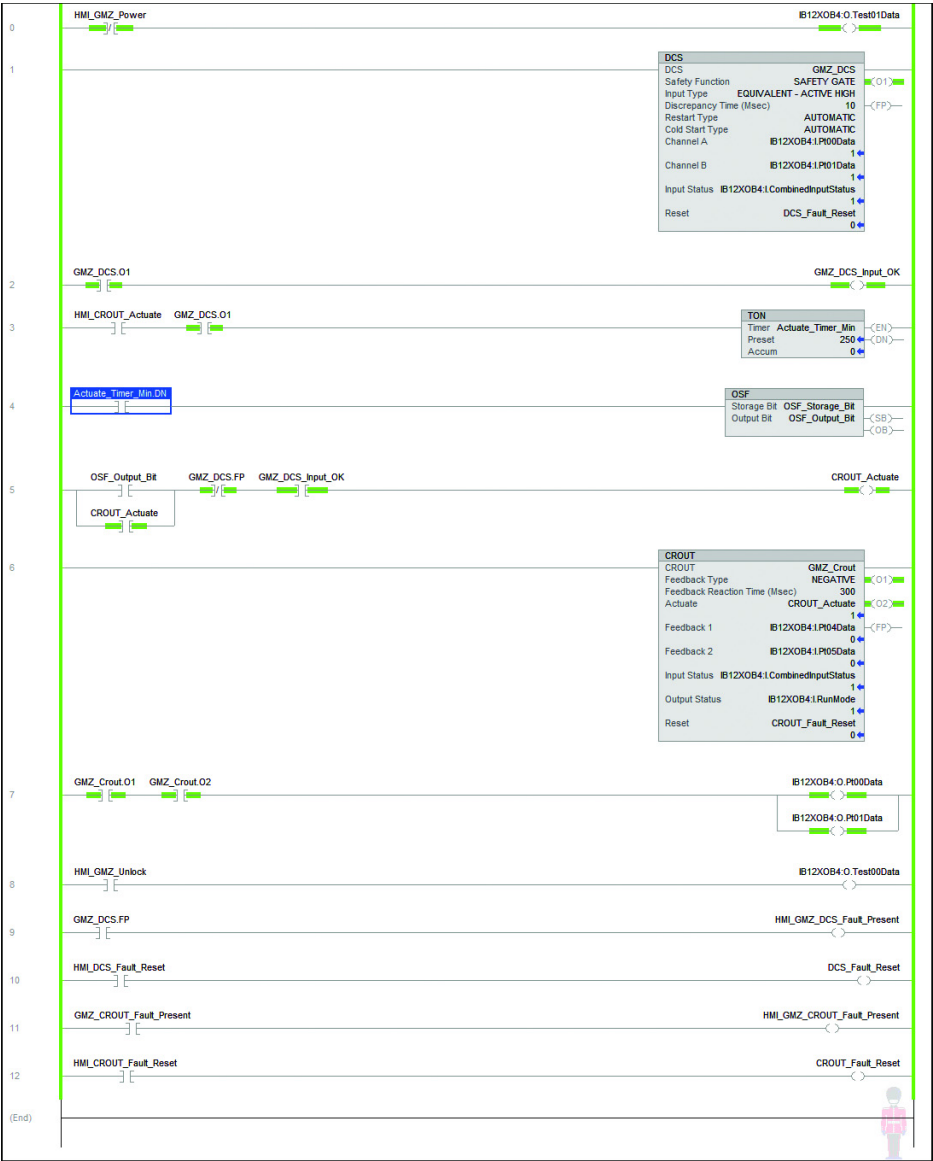 HMI_GMZ_Power IB12XOB4:O.Test01Data
0
DCS
1
DCS GMZ_DCS
Safety Function SAFETY GATE (O1)
Input Type EQUIVALENT - ACTIVE HIGH
Discrepancy Time (Msec) 10 (FP)
Restart Type AUTOMATIC
Cold Start Type AUTOMATIC
Channel A IB12XOB4:I.Pt00Data
1
Channel B IB12XOB4:I.Pt01Data
1
Input Status IB12XOB4:I.CombinedInputStatus
1
Reset DCS_Fault_Reset
0
GMZ_DCS.O1 GMZ_DCS_Input_OK
2
HMI_CROUT_Actuate GMZ_DCS.O1 TON
3
Timer Actuate_Timer_Min (EN)
Preset 250 (DN)
Accum 0
Actuate_Timer_Min.DN OSF
4
Storage Bit OSF_Storage_Bit
Output Bit OSF_Output_Bit (SB)
(OB)
OSF_Output_Bit GMZ_DCS.FP GMZ_DCS_Input_OK CROUT_Actuate
5
CROUT_Actuate
CROUT
6
CROUT GMZ_Crout
Feedback Type NEGATIVE (O1)
Feedback Reaction Time (Msec) 300
Actuate CROUT_Actuate (O2)
1
Feedback 1 IB12XOB4:I.Pt04Data (FP)
0
Feedback 2 IB12XOB4:I.Pt05Data
0
Input Status IB12XOB4:I.CombinedInputStatus
1
Output Status IB12XOB4:I.RunMode
1
Reset CROUT_Fault_Reset
0
GMZ_Crout.O1 GMZ_Crout.O2 IB12XOB4:O.Pt00Data
7
IB12XOB4:O.Pt01Data
HMI_GMZ_Unlock IB12XOB4:O.Test00Data
8
GMZ_DCS.FP HMI_GMZ_DCS_Fault_Present
9
HMI_DCS_Fault_Reset DCS_Fault_Reset
10
GMZ_CROUT_Fault_Present HMI_GMZ_CROUT_Fault_Present
11
HMI_CROUT_Fault_Reset CROUT_Fault_Reset
12
(End)